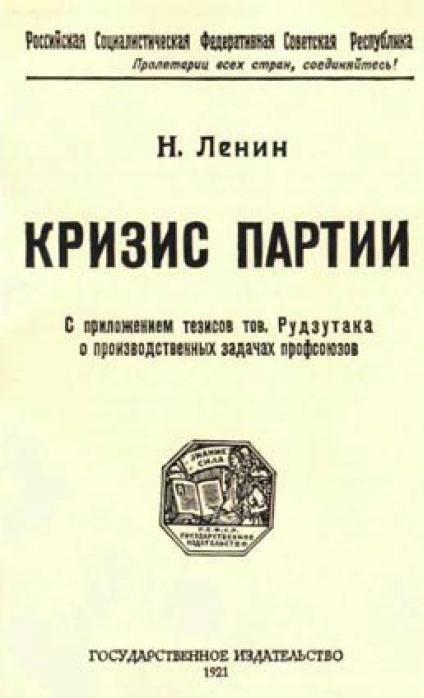 Российская Социалистическая Федеративная Советская Республика
Пролетарии всех стран, соединяйтесь!
Н. Ленин
КРИЗИС ПАРТИИ
С приложением тезисов тов. Рудзутака
о производственных задачах профсоюзов
ЗНАНИЕ
СИЛА
Р.С.Ф.С.Р.
ГОСУДАРСТВЕННОЕ
ИЗДАТЕЛЬСТВО
ГОСУДАРСТВЕННОЕ ИЗДАТЕЛЬСТВО
1921